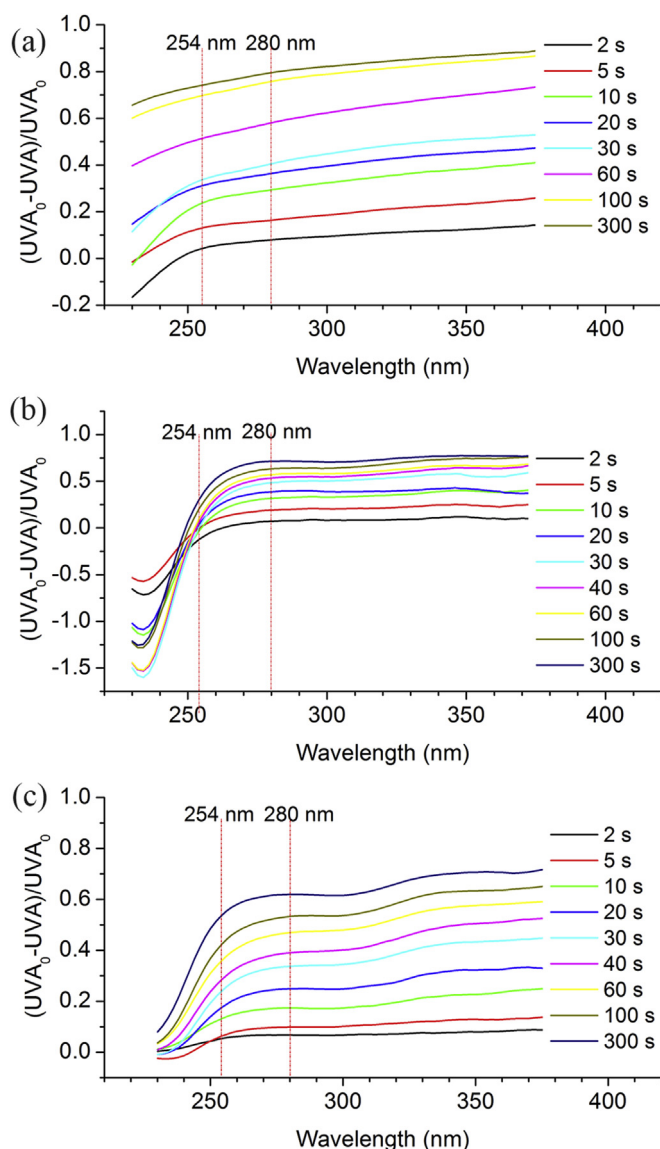 (a)
254 nm 280 nm
(UVA₀-UVA)/UVA₀
1.0
0.8
0.6
0.4
0.2
0.0
-0.2
2 s
5 s
10 s
20 s
30 s
60 s
100 s
300 s
250 300 350 400
Wavelength (nm)
(b)
254 nm 280 nm
(UVA₀-UVA)/UVA₀
1.0
0.5
0.0
-0.5
-1.0
-1.5
2 s
5 s
10 s
20 s
30 s
40 s
60 s
100 s
300 s
250 300 350 400
Wavelength (nm)
(c)
254 nm 280 nm
(UVA₀-UVA)/UVA₀
1.0
0.8
0.6
0.4
0.2
0.0
2 s
5 s
10 s
20 s
30 s
40 s
60 s
100 s
300 s
250 300 350 400
Wavelength (nm)